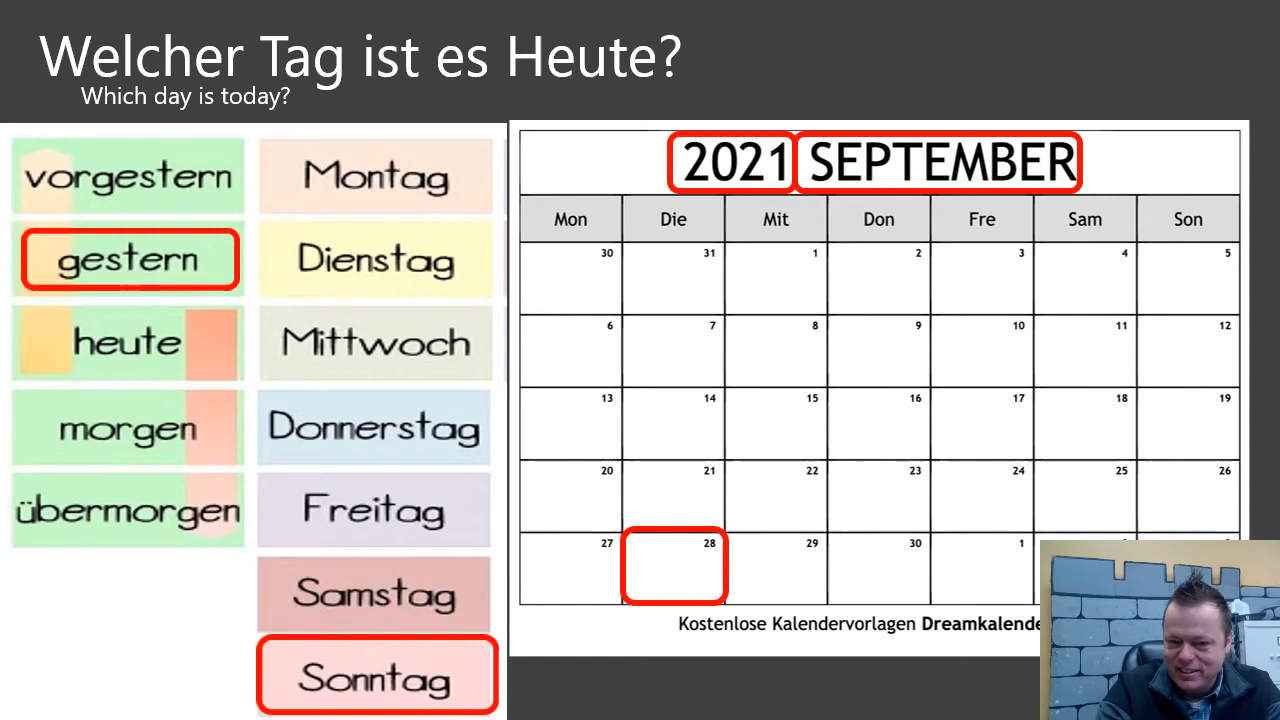 Welcher Tag ist es Heute?
Which day is today?
vorgestern
gestern
heute
morgen
übermorgen
Montag
Dienstag
Mittwoch
Donnerstag
Freitag
Samstag
Sonntag
2021 SEPTEMBER
Mon Die Mit Don Fre Sam Son
30 31 1 2 3 4 5
6 7 8 9 10 11 12
13 14 15 16 17 18 19
20 21 22 23 24 25 26
27 28 29 30 1
Kostenlose Kalendervorlagen Dreamkalende